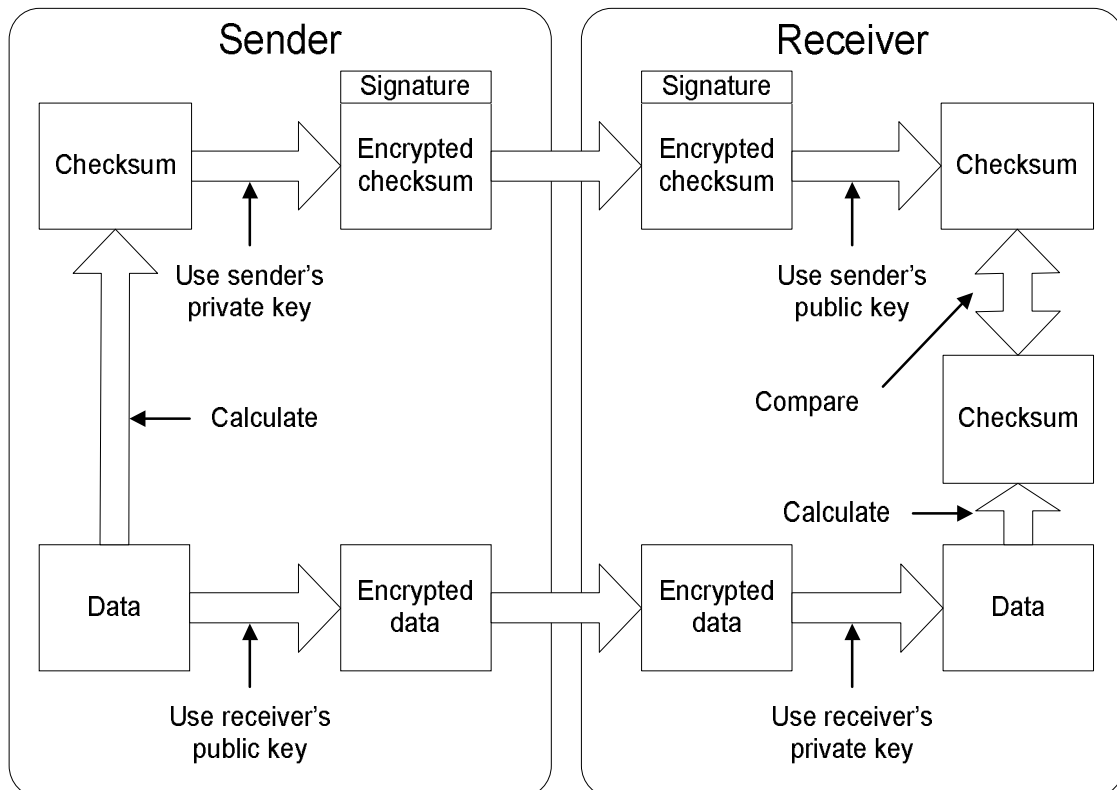 Sender
Receiver
Signature
Signature
Checksum
Encrypted
checksum
Encrypted
checksum
Checksum
Use sender's
private key
Use sender's
public key
Compare
Calculate
Checksum
Calculate
Data
Encrypted
data
Encrypted
data
Data
Use receiver's
public key
Use receiver's
private key